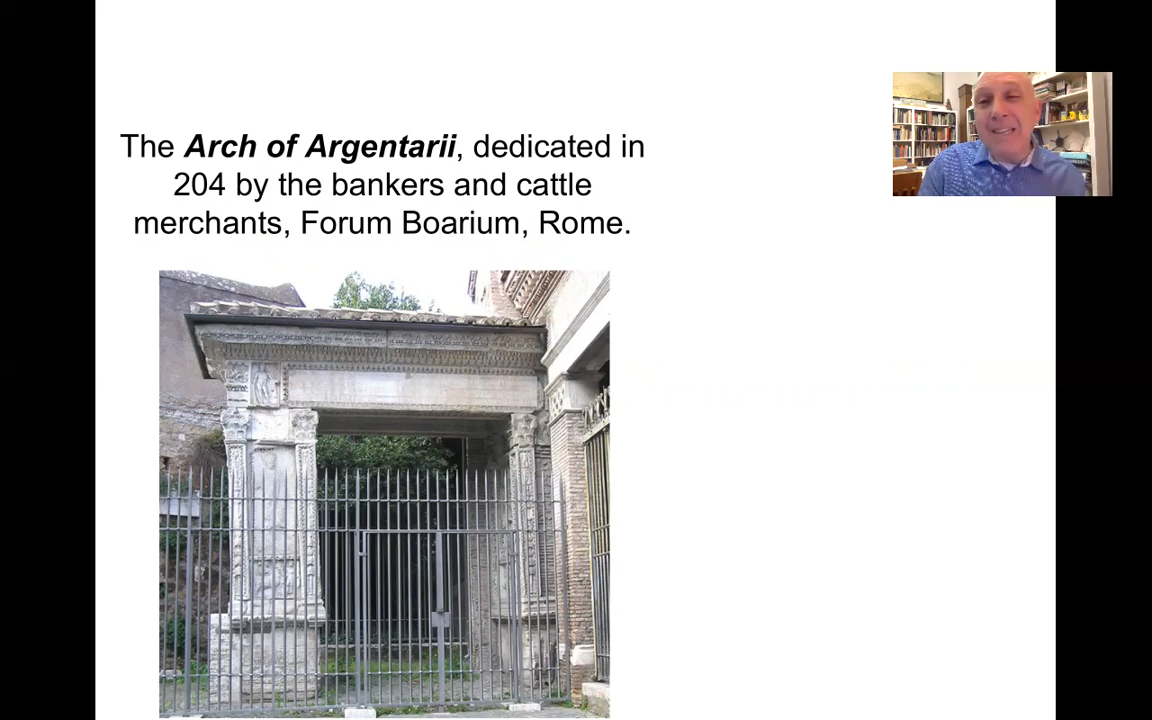 The Arch of Argentarii, dedicated in
204 by the bankers and cattle
merchants, Forum Boarium, Rome.